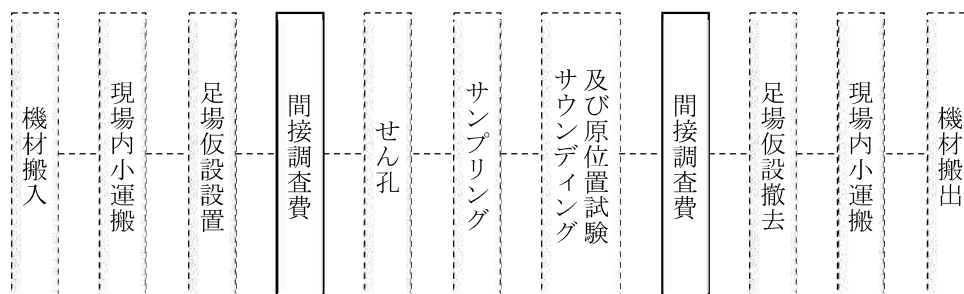 機材搬入
現場内小運搬
足場仮設設置
間接調査費
せん孔
サンプリング
サウンディング
及び原位置試験
間接調査費
足場仮設撤去
現場内小運搬
機材搬出